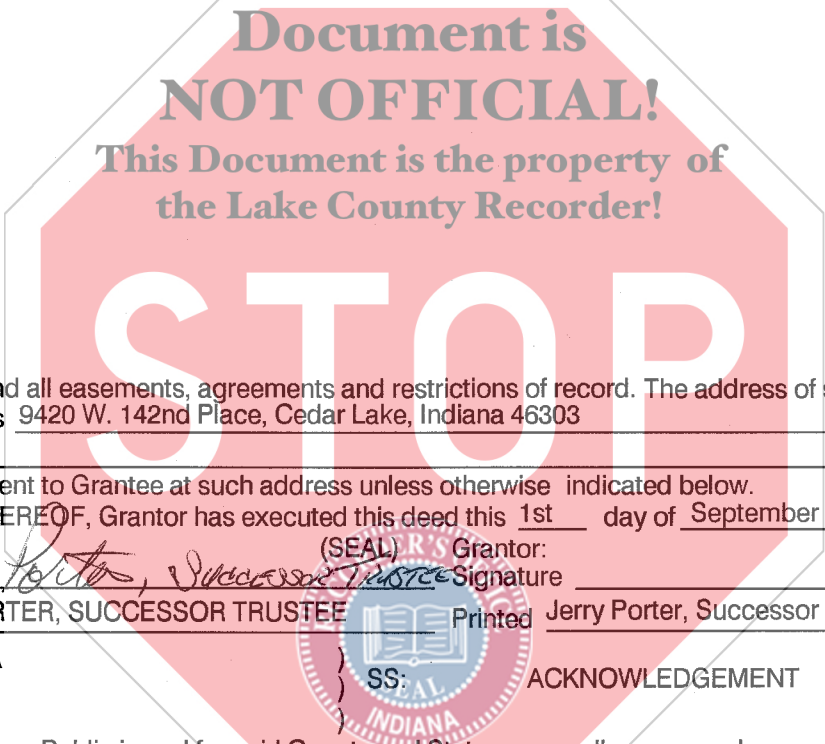 Document is
NOT OFFICIAL!
This Document is the property of
the Lake County Recorder!
STOP
all easements, agreements and restrictions of record. The address of
9420 W. 142nd Place, Cedar Lake, Indiana 46303
to Grantee at such address unless otherwise indicated below.
Grantor has executed this deed this 1st day of September
(SEAL) Grantor:
Porter, Successor Trustee Signature
SUCCESSOR TRUSTEE Printed Jerry Porter, Successor
) SS: ACKNOWLEDGEMENT
)
)
SEAL
INDIANA